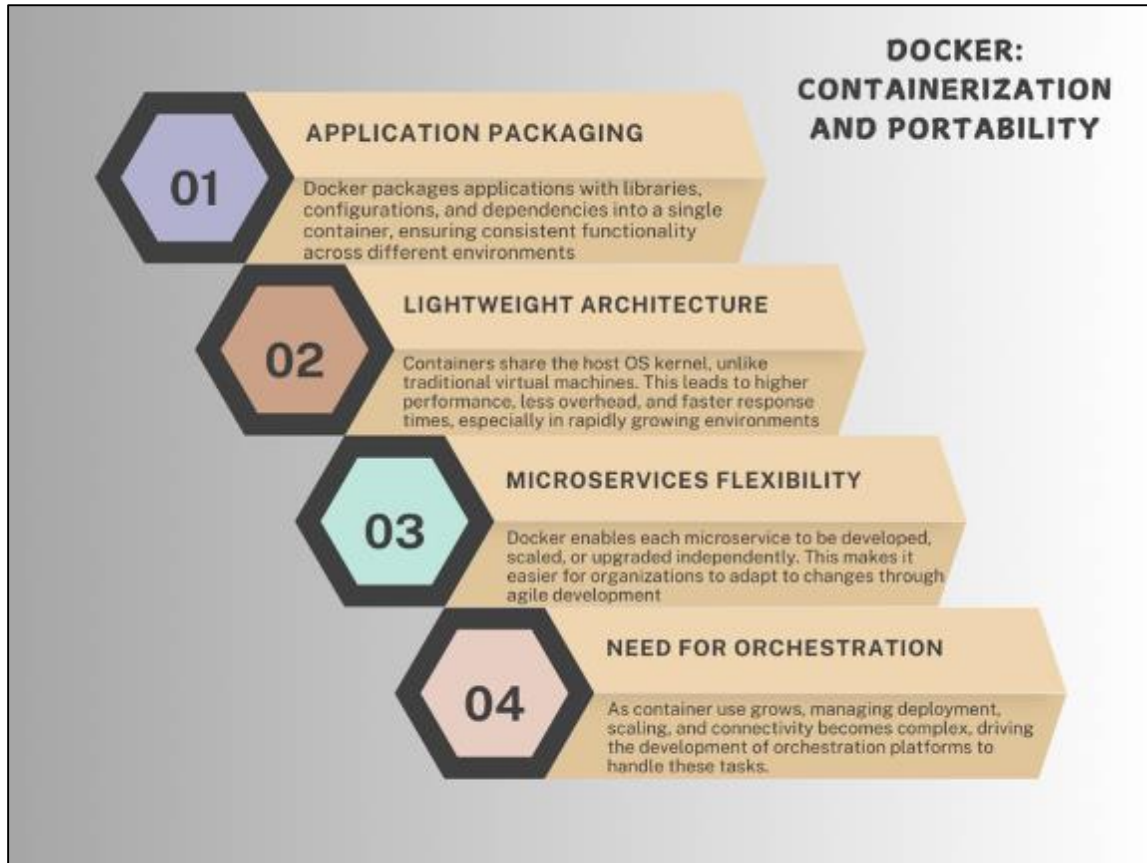 DOCKER:
CONTAINERIZATION
AND PORTABILITY
01
APPLICATION PACKAGING
Docker packages applications with libraries,
configurations, and dependencies into a single
container, ensuring consistent functionality
across different environments
02
LIGHTWEIGHT ARCHITECTURE
Containers share the host OS kernel, unlike
traditional virtual machines. This leads to higher
performance, less overhead, and faster response
times, especially in rapidly growing environments
03
MICROSERVICES FLEXIBILITY
Docker enables each microservice to be developed,
scaled, or upgraded independently. This makes it
easier for organizations to adapt to changes through
agile development
04
NEED FOR ORCHESTRATION
As container use grows, managing deployment,
scaling, and connectivity becomes complex, driving
the development of orchestration platforms to
handle these tasks.